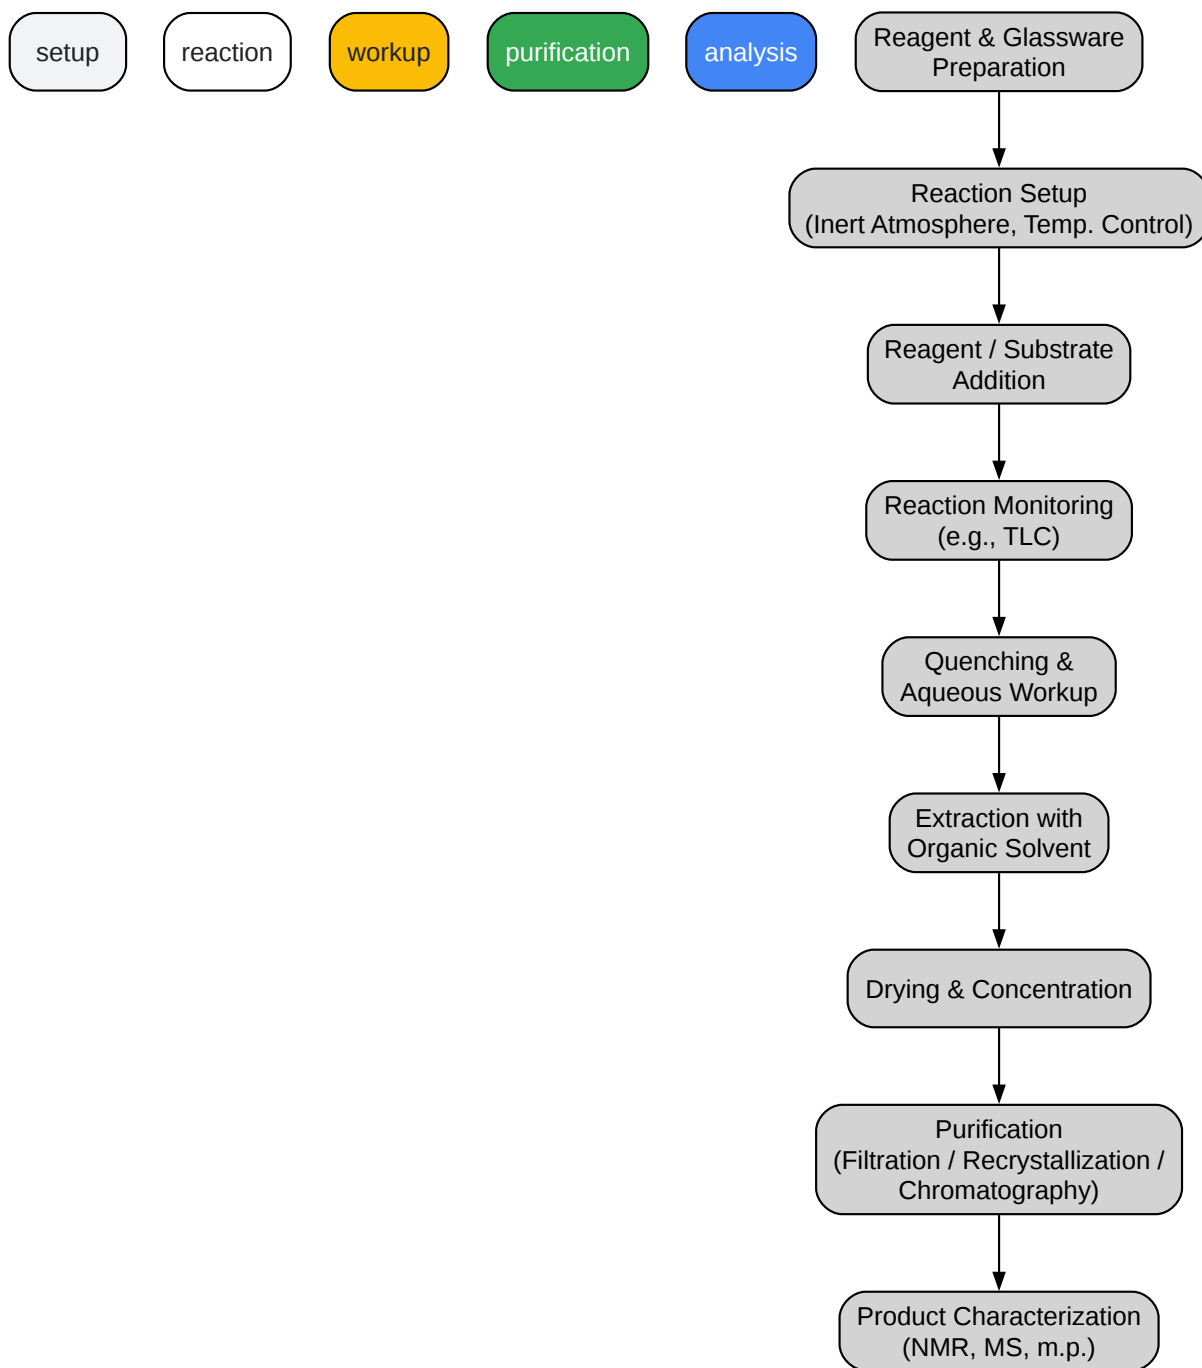 setup
reaction
workup
purification
analysis
Reagent & Glassware
Preparation
Reaction Setup
(Inert Atmosphere, Temp. Control)
Reagent / Substrate
Addition
Reaction Monitoring
(e.g., TLC)
Quenching &
Aqueous Workup
Extraction with
Organic Solvent
Drying & Concentration
Purification
(Filtration / Recrystallization /
Chromatography)
Product Characterization
(NMR, MS, m.p.)